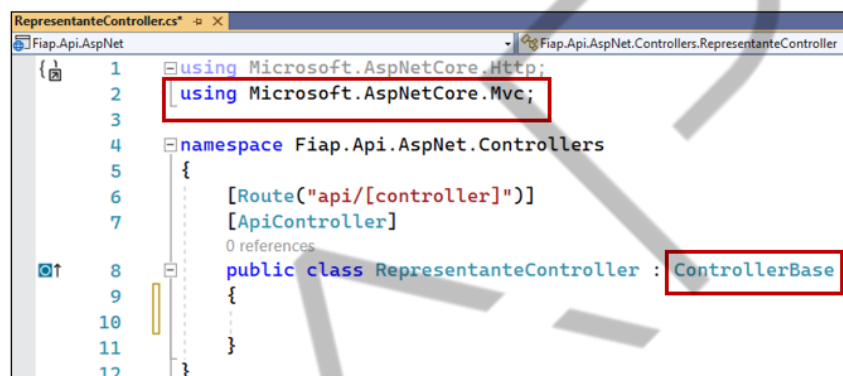 RepresentanteController.cs*
Fiap.Api.AspNet Fiap.Api.AspNet.Controllers.RepresentanteController
1 using Microsoft.AspNetCore.Http;
2 using Microsoft.AspNetCore.Mvc;
3
4 namespace Fiap.Api.AspNet.Controllers
5 {
6 [Route("api/[controller]")]
7 [ApiController]
0 references
8 public class RepresentanteController : ControllerBase
9 {
10
11 }
12 }